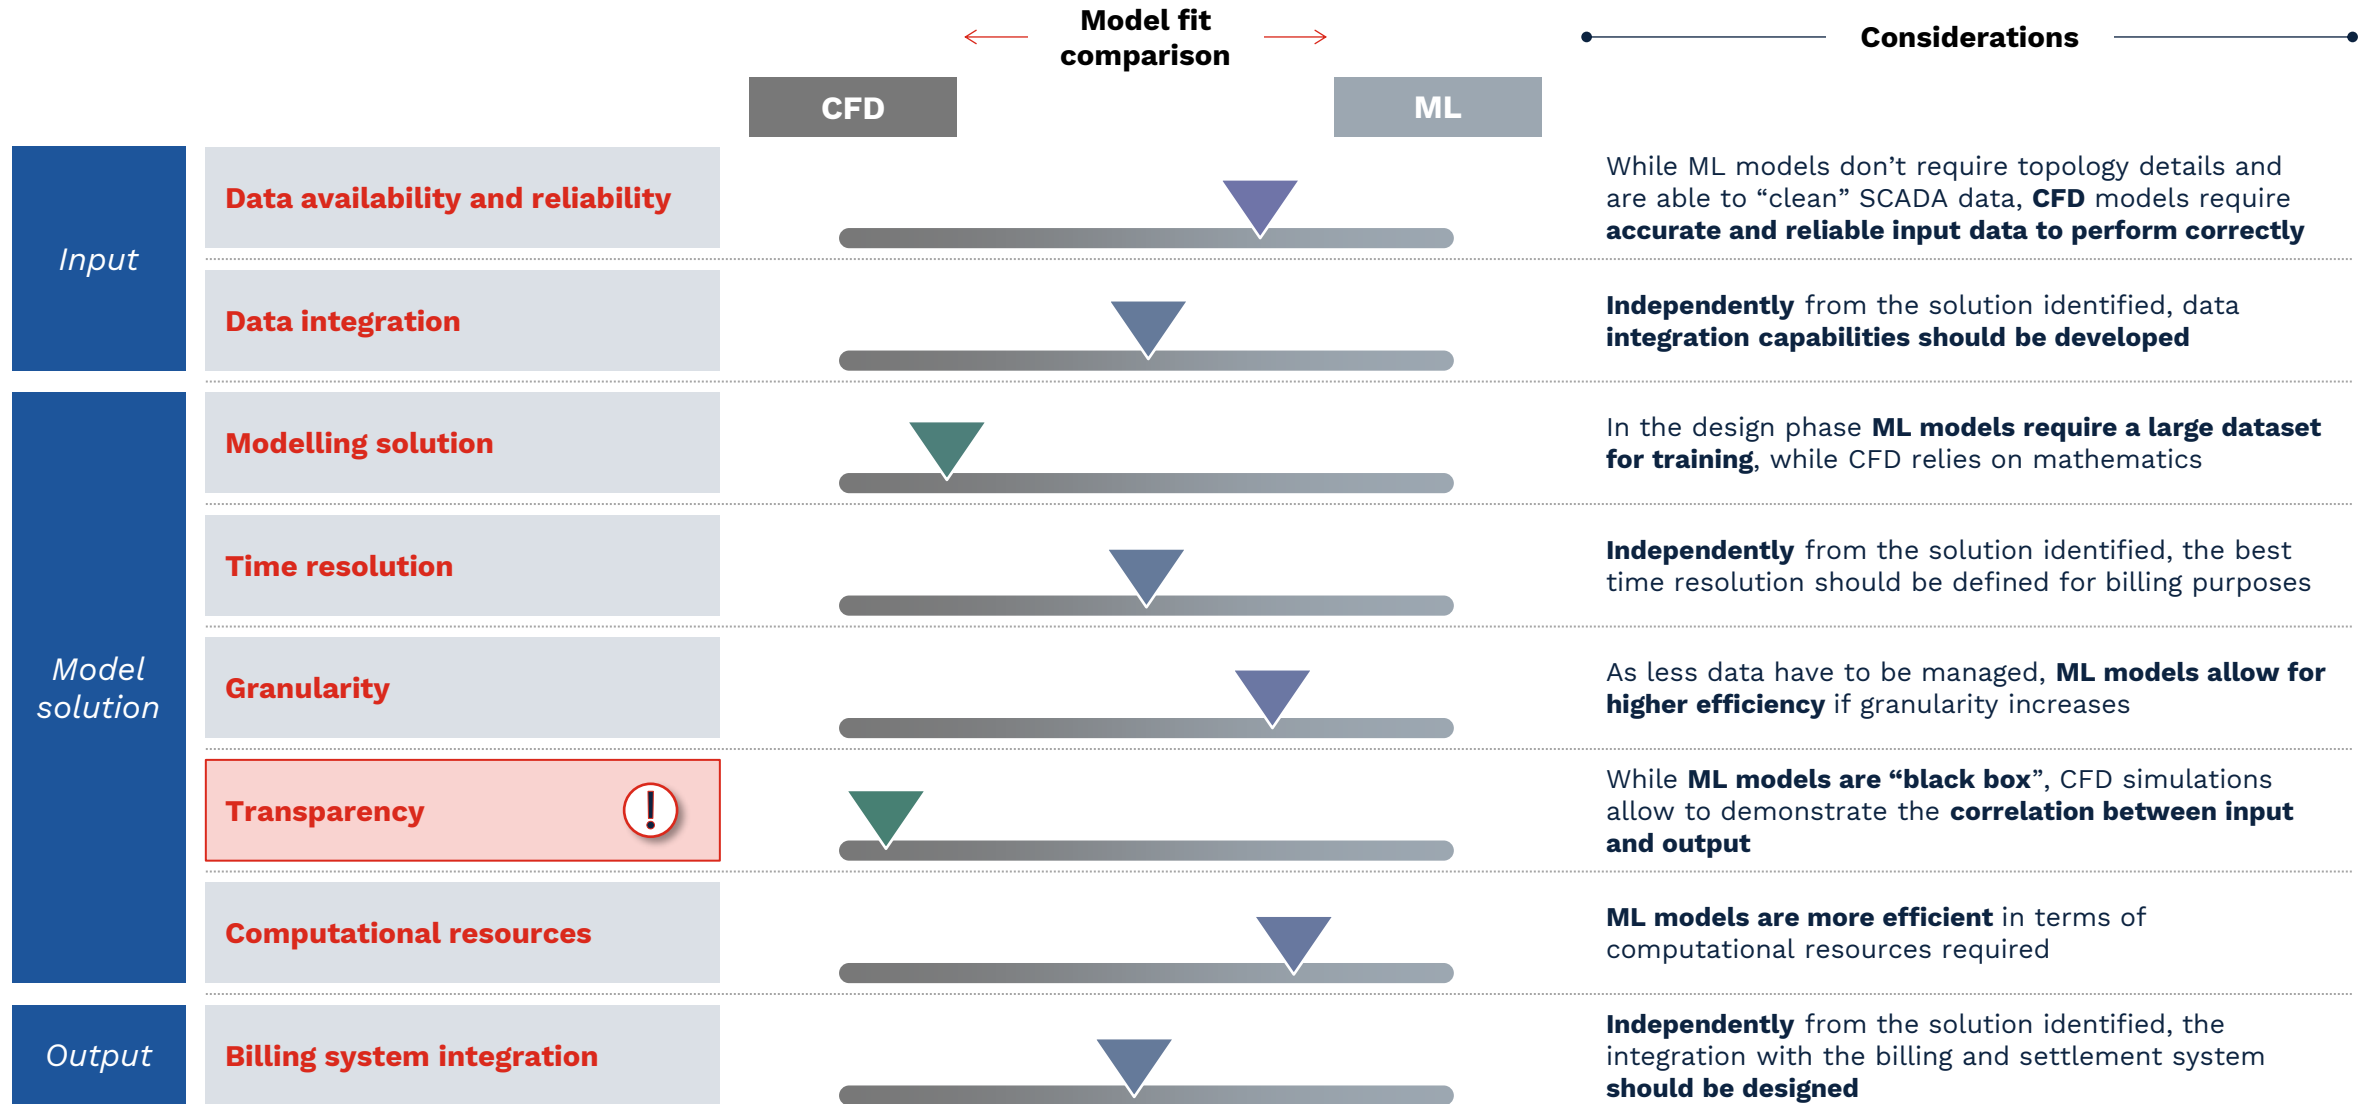 Model fit
comparison
Considerations
CFD
ML
Input
Data availability and reliability
While ML models don’t require topology details and
are able to “clean” SCADA data, CFD models require
accurate and reliable input data to perform correctly
Data integration
Independently from the solution identified, data
integration capabilities should be developed
Model
solution
Modelling solution
In the design phase ML models require a large dataset
for training, while CFD relies on mathematics
Time resolution
Independently from the solution identified, the best
time resolution should be defined for billing purposes
Granularity
As less data have to be managed, ML models allow for
higher efficiency if granularity increases
Transparency
!
While ML models are “black box”, CFD simulations
allow to demonstrate the correlation between input
and output
Computational resources
ML models are more efficient in terms of
computational resources required
Output
Billing system integration
Independently from the solution identified, the
integration with the billing and settlement system
should be designed